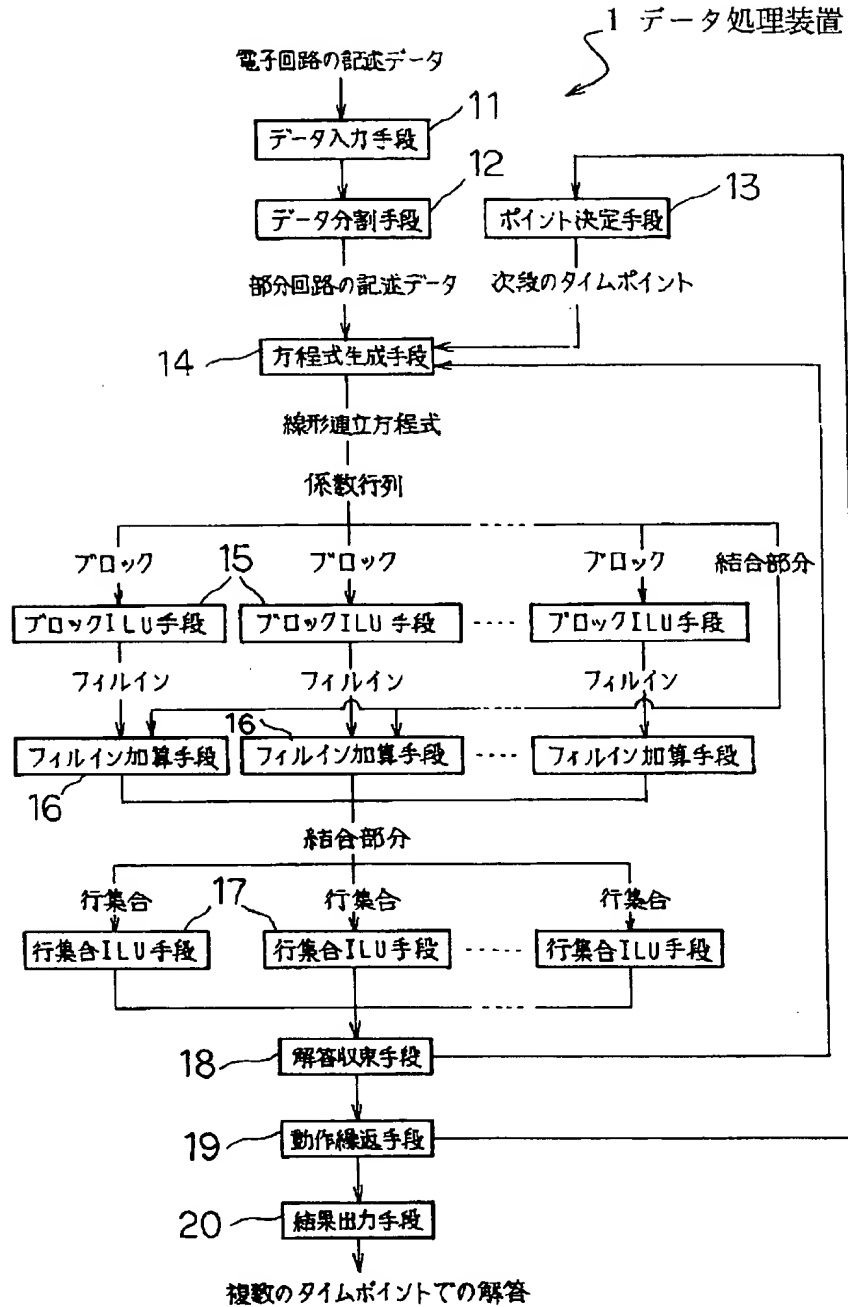 1 データ処理装置
電子回路の記述データ
11
データ入力手段
12
データ分割手段
13
ポイント決定手段
部分回路の記述データ
次段のタイムポイント
14
方程式生成手段
線形連立方程式
係数行列
ブロック
15
ブロック
ブロック
結合部分
ブロックILU手段
ブロックILU手段
ブロックILU手段
フィルイン
フィルイン
フィルイン
16
フィルイン加算手段
フィルイン加算手段
フィルイン加算手段
16
結合部分
行集合
17
行集合
行集合
行集合ILU手段
行集合ILU手段
行集合ILU手段
18
解答収束手段
19
動作繰返手段
20
結果出力手段
複数のタイムポイントでの解答